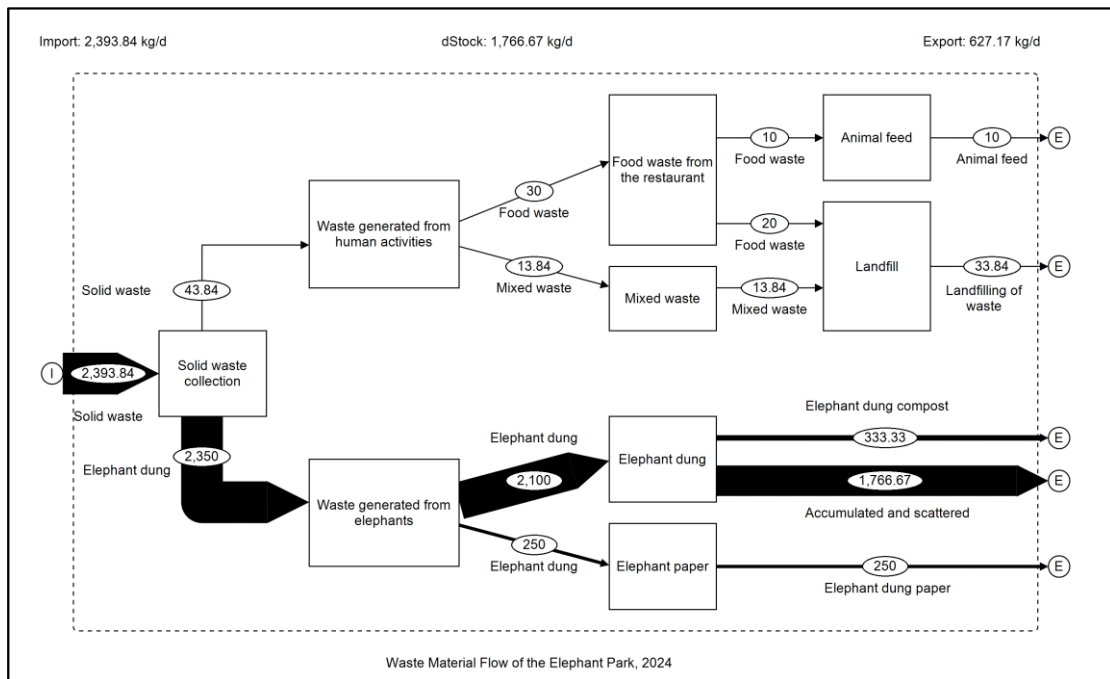 Import: 2,393.84 kg/d
dStock: 1,766.67 kg/d
Export: 627.17 kg/d
10
Food waste
Animal feed
10
Animal feed
E
Food waste from
the restaurant
30
Food waste
Waste generated from
human activities
20
Food waste
Landfill
33.84
Landfilling of
waste
E
13.84
Mixed waste
Mixed waste
13.84
Mixed waste
Solid waste
43.84
I
2,393.84
Solid waste
Solid waste
collection
Elephant dung
2,350
Waste generated from
elephants
Elephant dung
2,100
Elephant dung
Elephant dung compost
333.33
E
1,766.67
E
Accumulated and scattered
250
Elephant dung
Elephant paper
250
E
Elephant dung paper
Waste Material Flow of the Elephant Park, 2024